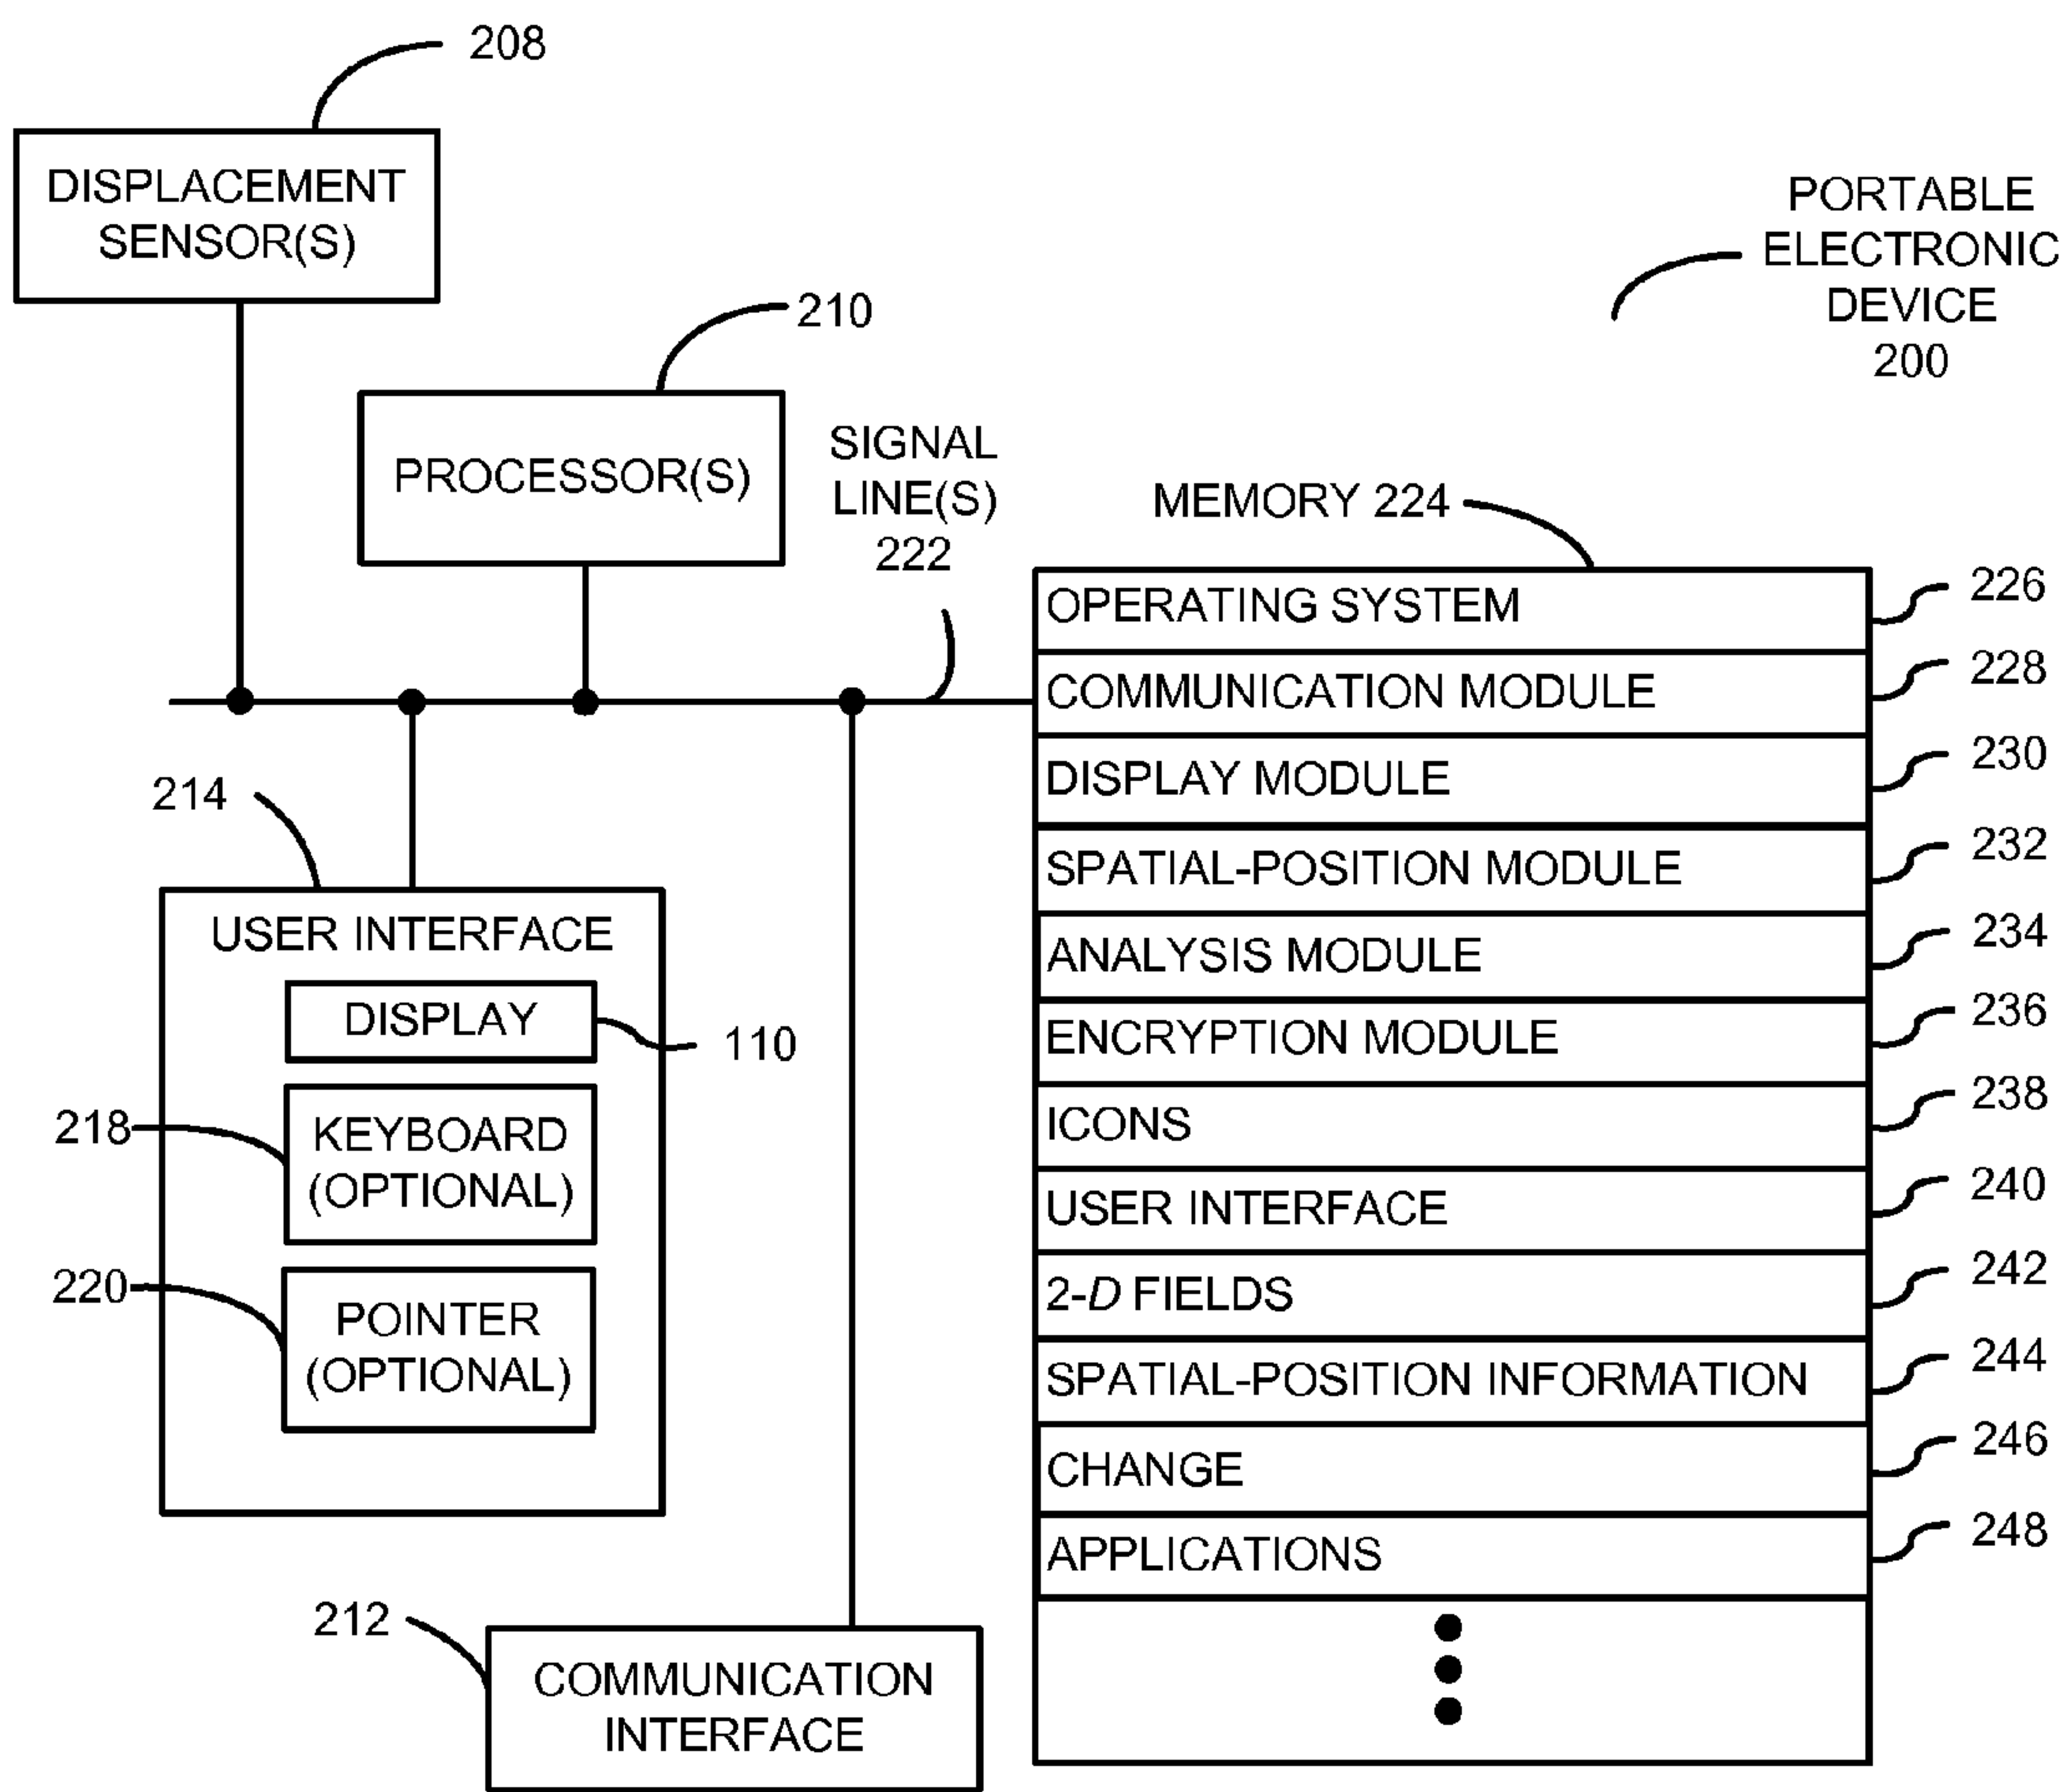 208
DISPLACEMENT
SENSOR(S)
PORTABLE
ELECTRONIC
DEVICE
200
210
PROCESSOR(S)
SIGNAL
LINE(S)
222
MEMORY 224
OPERATING SYSTEM
226
COMMUNICATION MODULE
228
DISPLAY MODULE
230
SPATIAL-POSITION MODULE
232
ANALYSIS MODULE
234
ENCRYPTION MODULE
236
ICONS
238
USER INTERFACE
240
2-D FIELDS
242
SPATIAL-POSITION INFORMATION
244
CHANGE
246
APPLICATIONS
248
214
USER INTERFACE
DISPLAY
110
218
KEYBOARD
(OPTIONAL)
220
POINTER
(OPTIONAL)
212
COMMUNICATION
INTERFACE